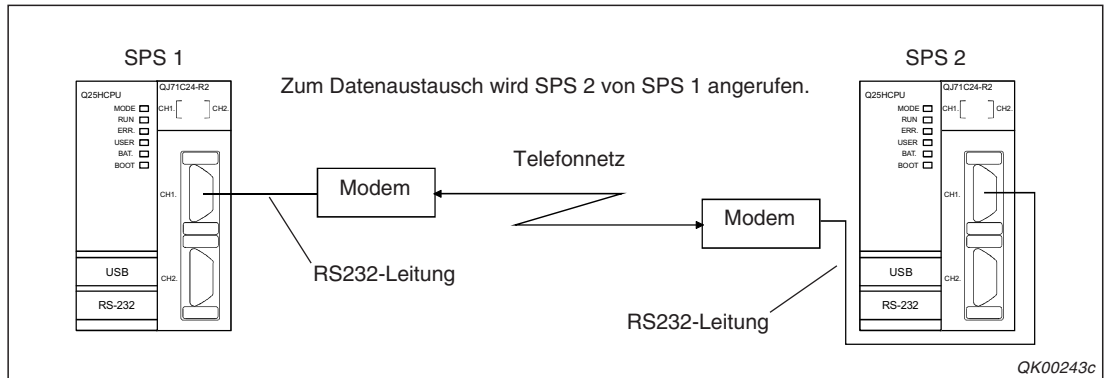 SPS 1
SPS 2
Zum Datenaustausch wird SPS 2 von SPS 1 angerufen.
Q25HCPU
MODE
RUN
ERR.
USER
BAT.
BOOT
QJ71C24-R2
CH1.
CH2.
CH1.
CH2.
USB
RS-232
Modem
Telefonnetz
Modem
RS232-Leitung
RS232-Leitung
Q25HCPU
MODE
RUN
ERR.
USER
BAT.
BOOT
QJ71C24-R2
CH1.
CH2.
CH1.
CH2.
USB
RS-232
QK00243c